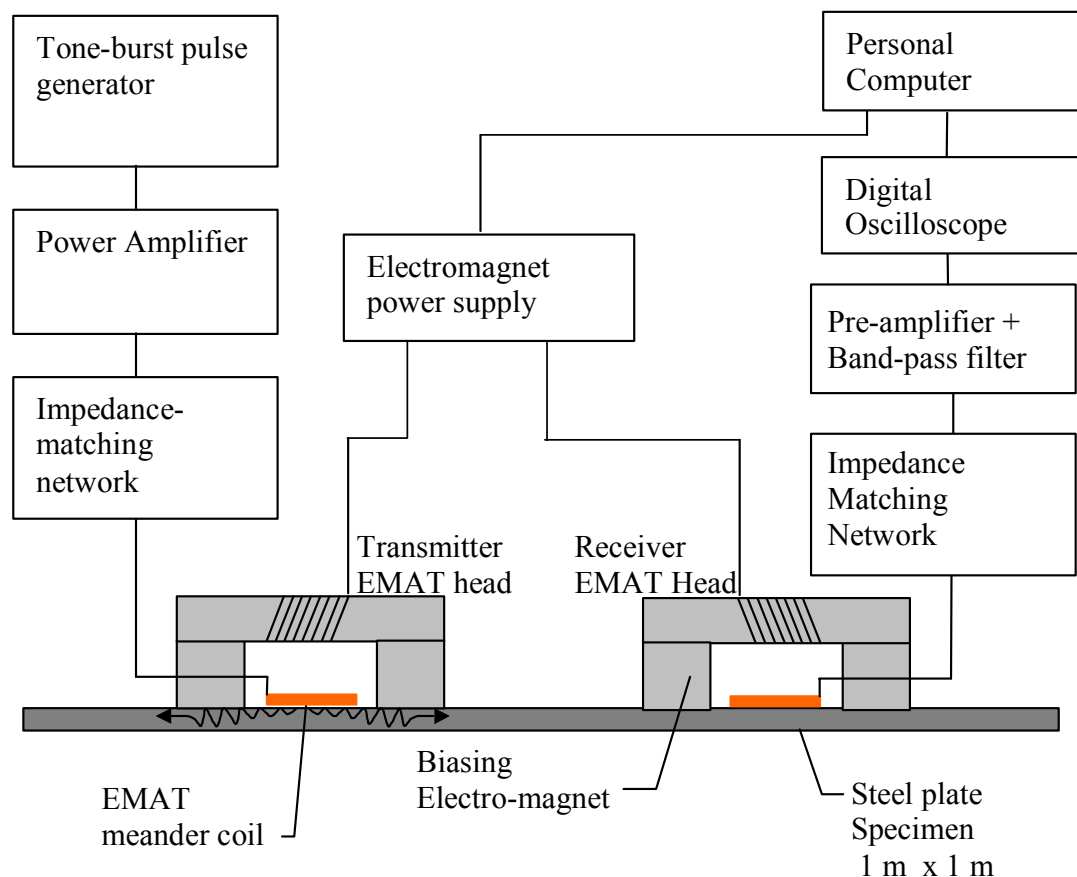 Tone-burst pulse
generator
Power Amplifier
Impedance-
matching
network
Electromagnet
power supply
Personal
Computer
Digital
Oscilloscope
Pre-amplifier +
Band-pass filter
Impedance
Matching
Network
Transmitter
EMAT head
Receiver
EMAT Head
EMAT
meander coil
Biasing
Electro-magnet
Steel plate
Specimen
1 m x 1 m